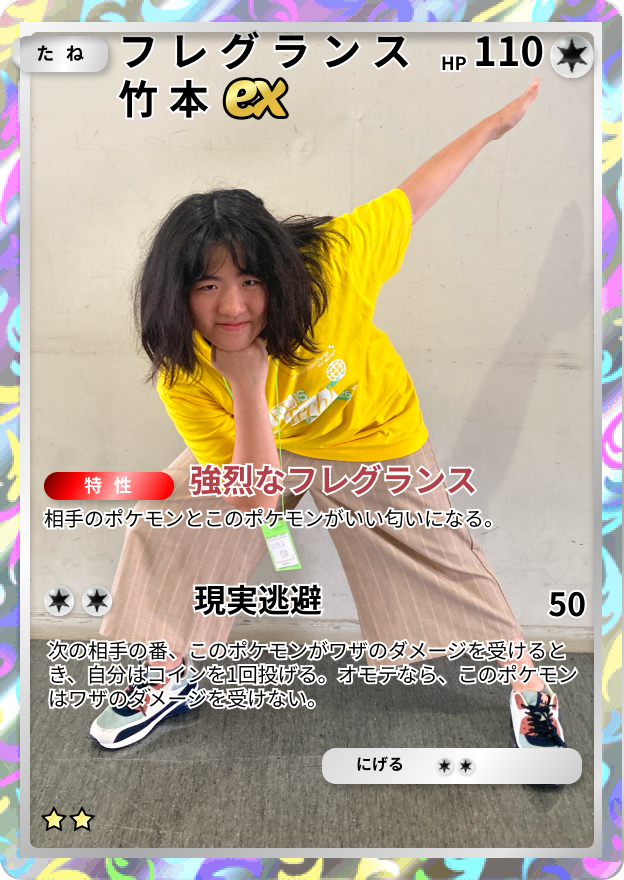 たね
フレグランス HP 110
竹本 ex
特性 強烈なフレグランス
相手のポケモンとこのポケモンがいい匂いになる。
現実逃避 50
次の相手の番、このポケモンがワザのダメージを受けると
き、自分はコインを1回投げる。オモテなら、このポケモン
はワザのダメージを受けない。
にげる